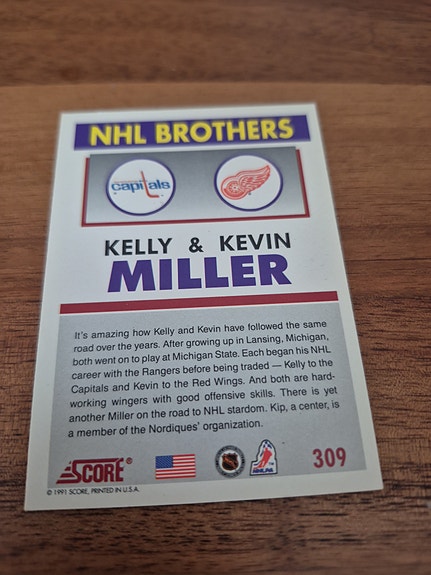 NHL BROTHERS
capitals
KELLY & KEVIN
MILLER
It's amazing how Kelly and Kevin have followed the same
road over the years. After growing up in Lansing, Michigan,
both went on to play at Michigan State. Each began his NHL
career with the Rangers before being traded — Kelly to the
Capitals and Kevin to the Red Wings. And both are hard-
working wingers with good offensive skills. There is yet
another Miller on the road to NHL stardom. Kip, a center, is
a member of the Nordiques' organization.
SCORE®
NHLPA
309
© 1991 SCORE, PRINTED IN U.S.A.